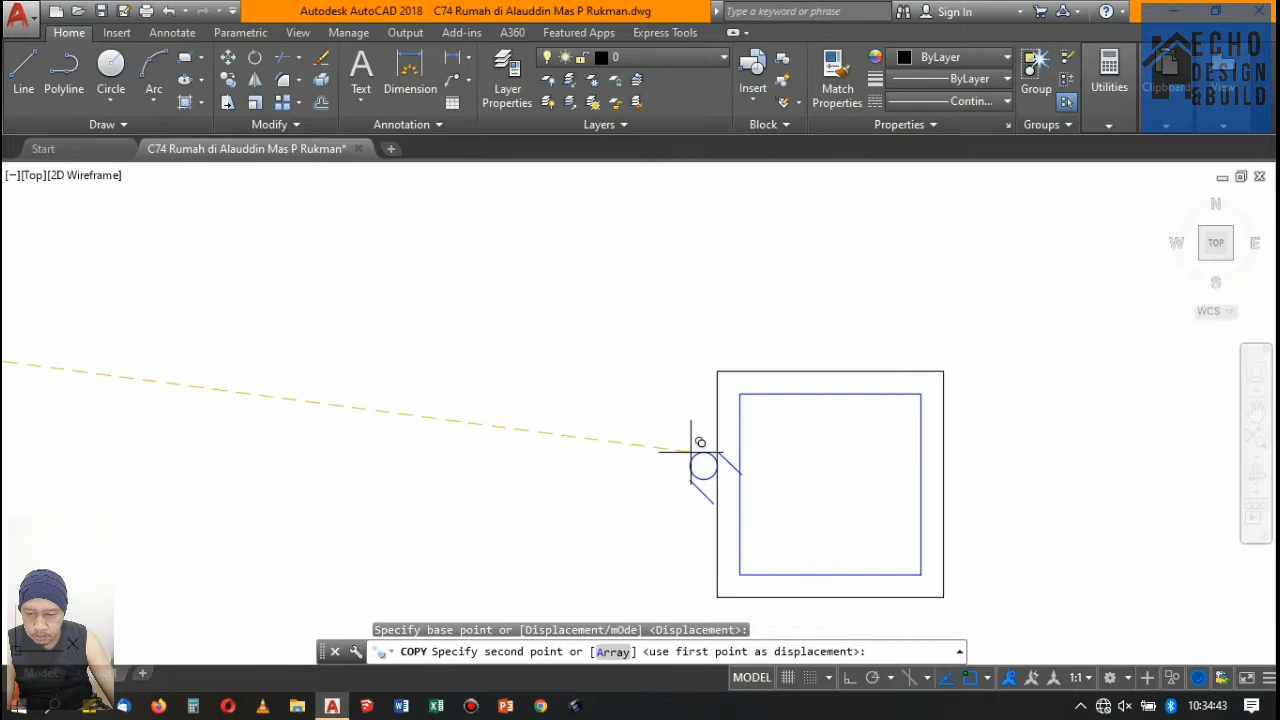 Autodesk AutoCAD 2018 C74 Rumah di Alauddin Mas P Rukman.dwg
Type a keyword or phrase
Sign In
Home Insert Annotate Parametric View Manage Output Add-ins A360 Featured Apps Express Tools
ECHO
DESIGN
&BUILD
0
ByLayer
ByLayer
Contin...
Line Polyline Circle Arc
Text Dimension
Layer
Properties
Insert
Match
Properties
Group
Utilities
Clipboard
View
Draw Modify Annotation Layers Block Properties Groups
Start
C74 Rumah di Alauddin Mas P Rukman*
[−][Top][2D Wireframe]
N
W TOP E
S
WCS
Specify base point or [Displacement/mOde] <Displacement>:
COPY Specify second point or [Array] <use first point as displacement>:
Model
MODEL
1:1
10:34:43